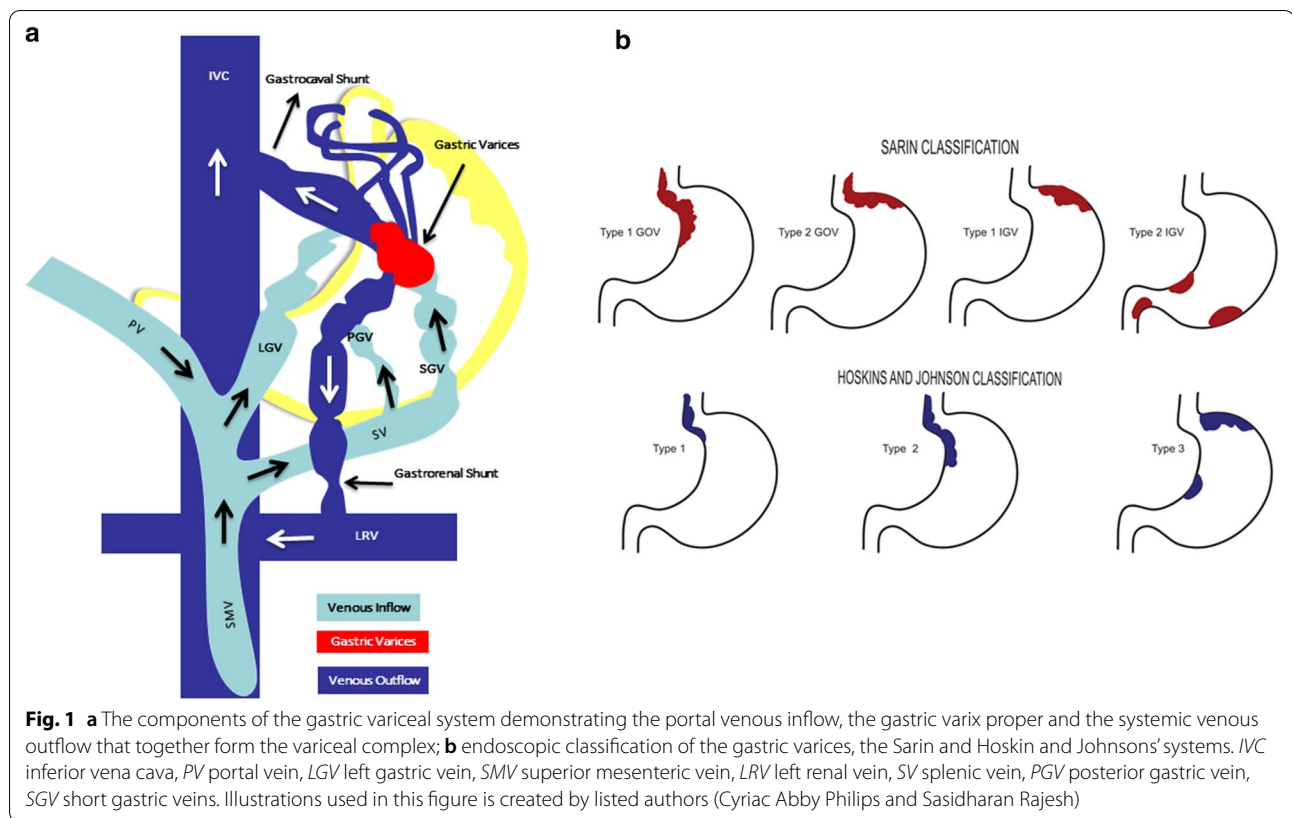 a
IVC
Gastrocaval Shunt
Gastric Varices
PV
LGV
PGV
SGV
SV
Gastrorenal Shunt
LRV
SMV
Venous Inflow
Gastric Varices
Venous Outflow
b
SARIN CLASSIFICATION
Type 1 GOV
Type 2 GOV
Type 1 IGV
Type 2 IGV
HOSKINS AND JOHNSON CLASSIFICATION
Type 1
Type 2
Type 3
Fig. 1 a The components of the gastric variceal system demonstrating the portal venous inflow, the gastric varix proper and the systemic venous
outflow that together form the variceal complex; b endoscopic classification of the gastric varices, the Sarin and Hoskin and Johnsons' systems. IVC
inferior vena cava, PV portal vein, LGV left gastric vein, SMV superior mesenteric vein, LRV left renal vein, SV splenic vein, PGV posterior gastric vein,
SGV short gastric veins. Illustrations used in this figure is created by listed authors (Cyriac Abby Philips and Sasidharan Rajesh)